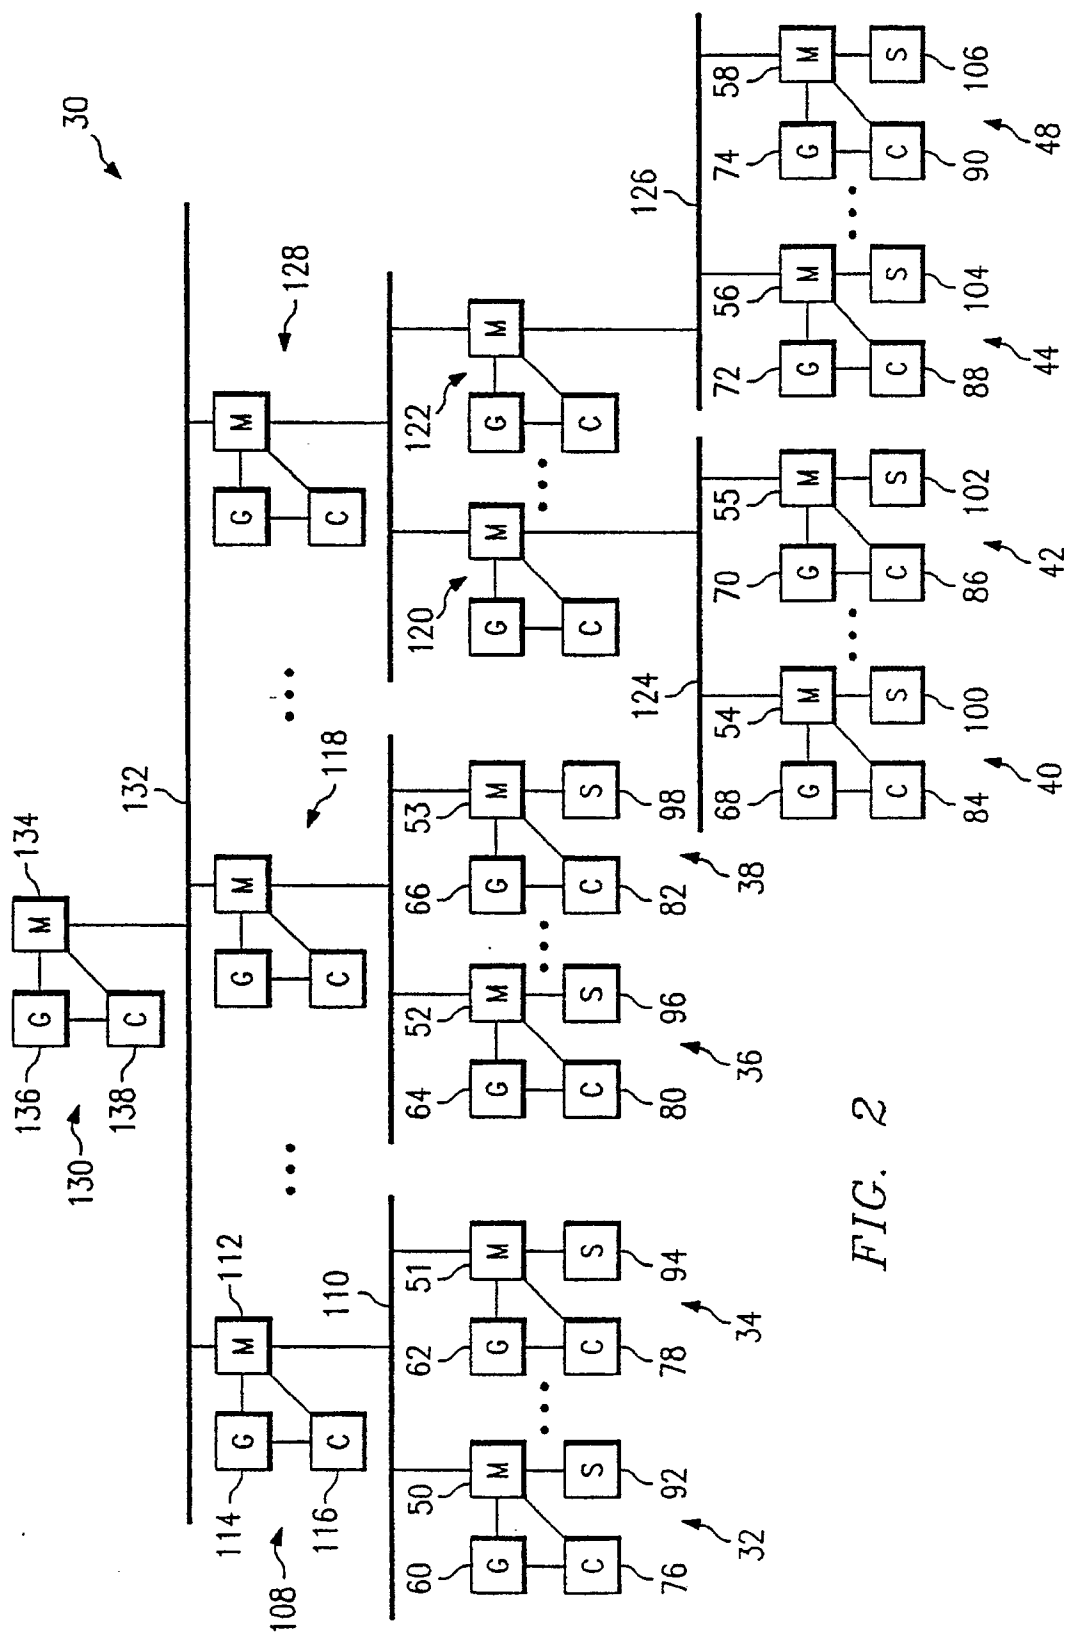 136 134
G M
130 30
138 C
132
114 112
G M G M G M
108 118 128
116 C C C
110
60 50 62 51 64 52 66 53 120 122
G M G M G M G M G M G M
C S C S C S C S C C
76 92 78 94 80 96 82 98
124 126
32 34 36 38
68 54 70 55 72 56 74 58
G M G M G M G M
C S C S C S C S
84 100 86 102 88 104 90 106
40 42 44 48
FIG. 2